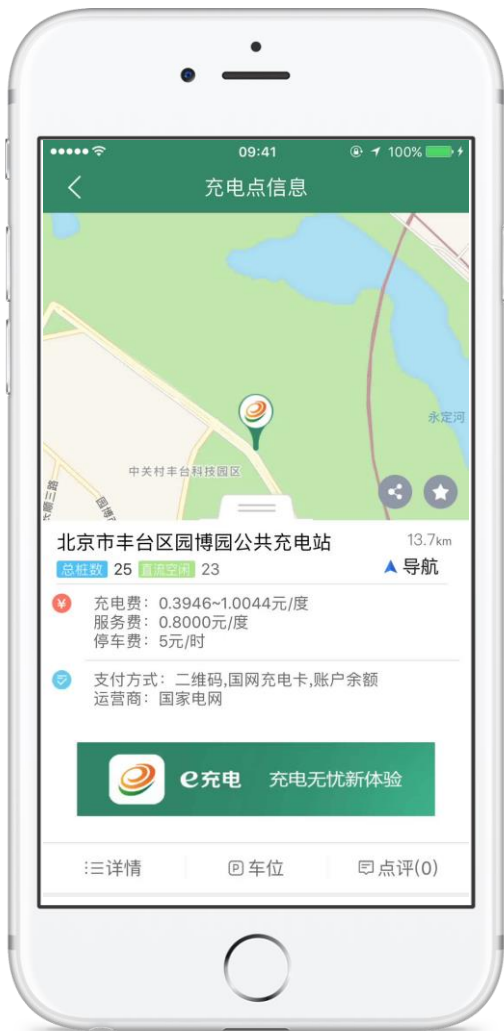 09:41
100%
充电点信息
永定河
中关村丰台科技园区
北京市丰台区园博园公共充电站
13.7km
总桩数 25 直流空闲 23
导航
¥
充电费：0.3946~1.0044元/度
服务费：0.8000元/度
停车费：5元/时
支付方式：二维码,国网充电卡,账户余额
运营商：国家电网
e充电 充电无忧新体验
详情
P 车位
点评(0)